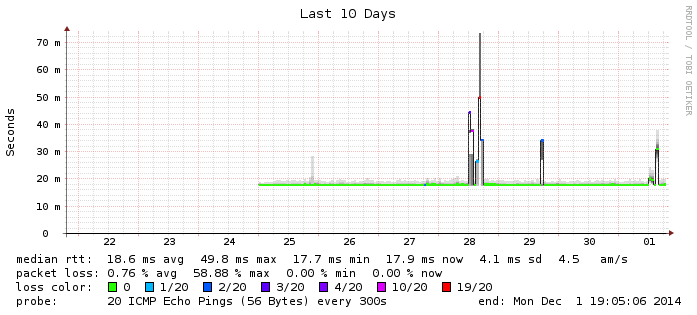 Last 10 Days
RRDTOOL / TOBI OETIKER
Seconds
70 m
60 m
50 m
40 m
30 m
20 m
10 m
0
22 23 24 25 26 27 28 29 30 01
median rtt: 18.6 ms avg 49.8 ms max 17.7 ms min 17.9 ms now 4.1 ms sd 4.5 am/s
packet loss: 0.76 % avg 58.88 % max 0.00 % min 0.00 % now
loss color: 0 1/20 2/20 3/20 4/20 10/20 19/20
probe: 20 ICMP Echo Pings (56 Bytes) every 300s end: Mon Dec 1 19:05:06 2014